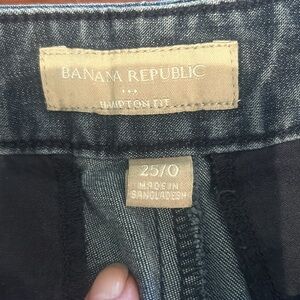 BANANA REPUBLIC
HAMPTON FIT
25/0
MADE IN
BANGLADESH